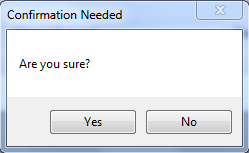 Confirmation Needed
Are you sure?
Yes No